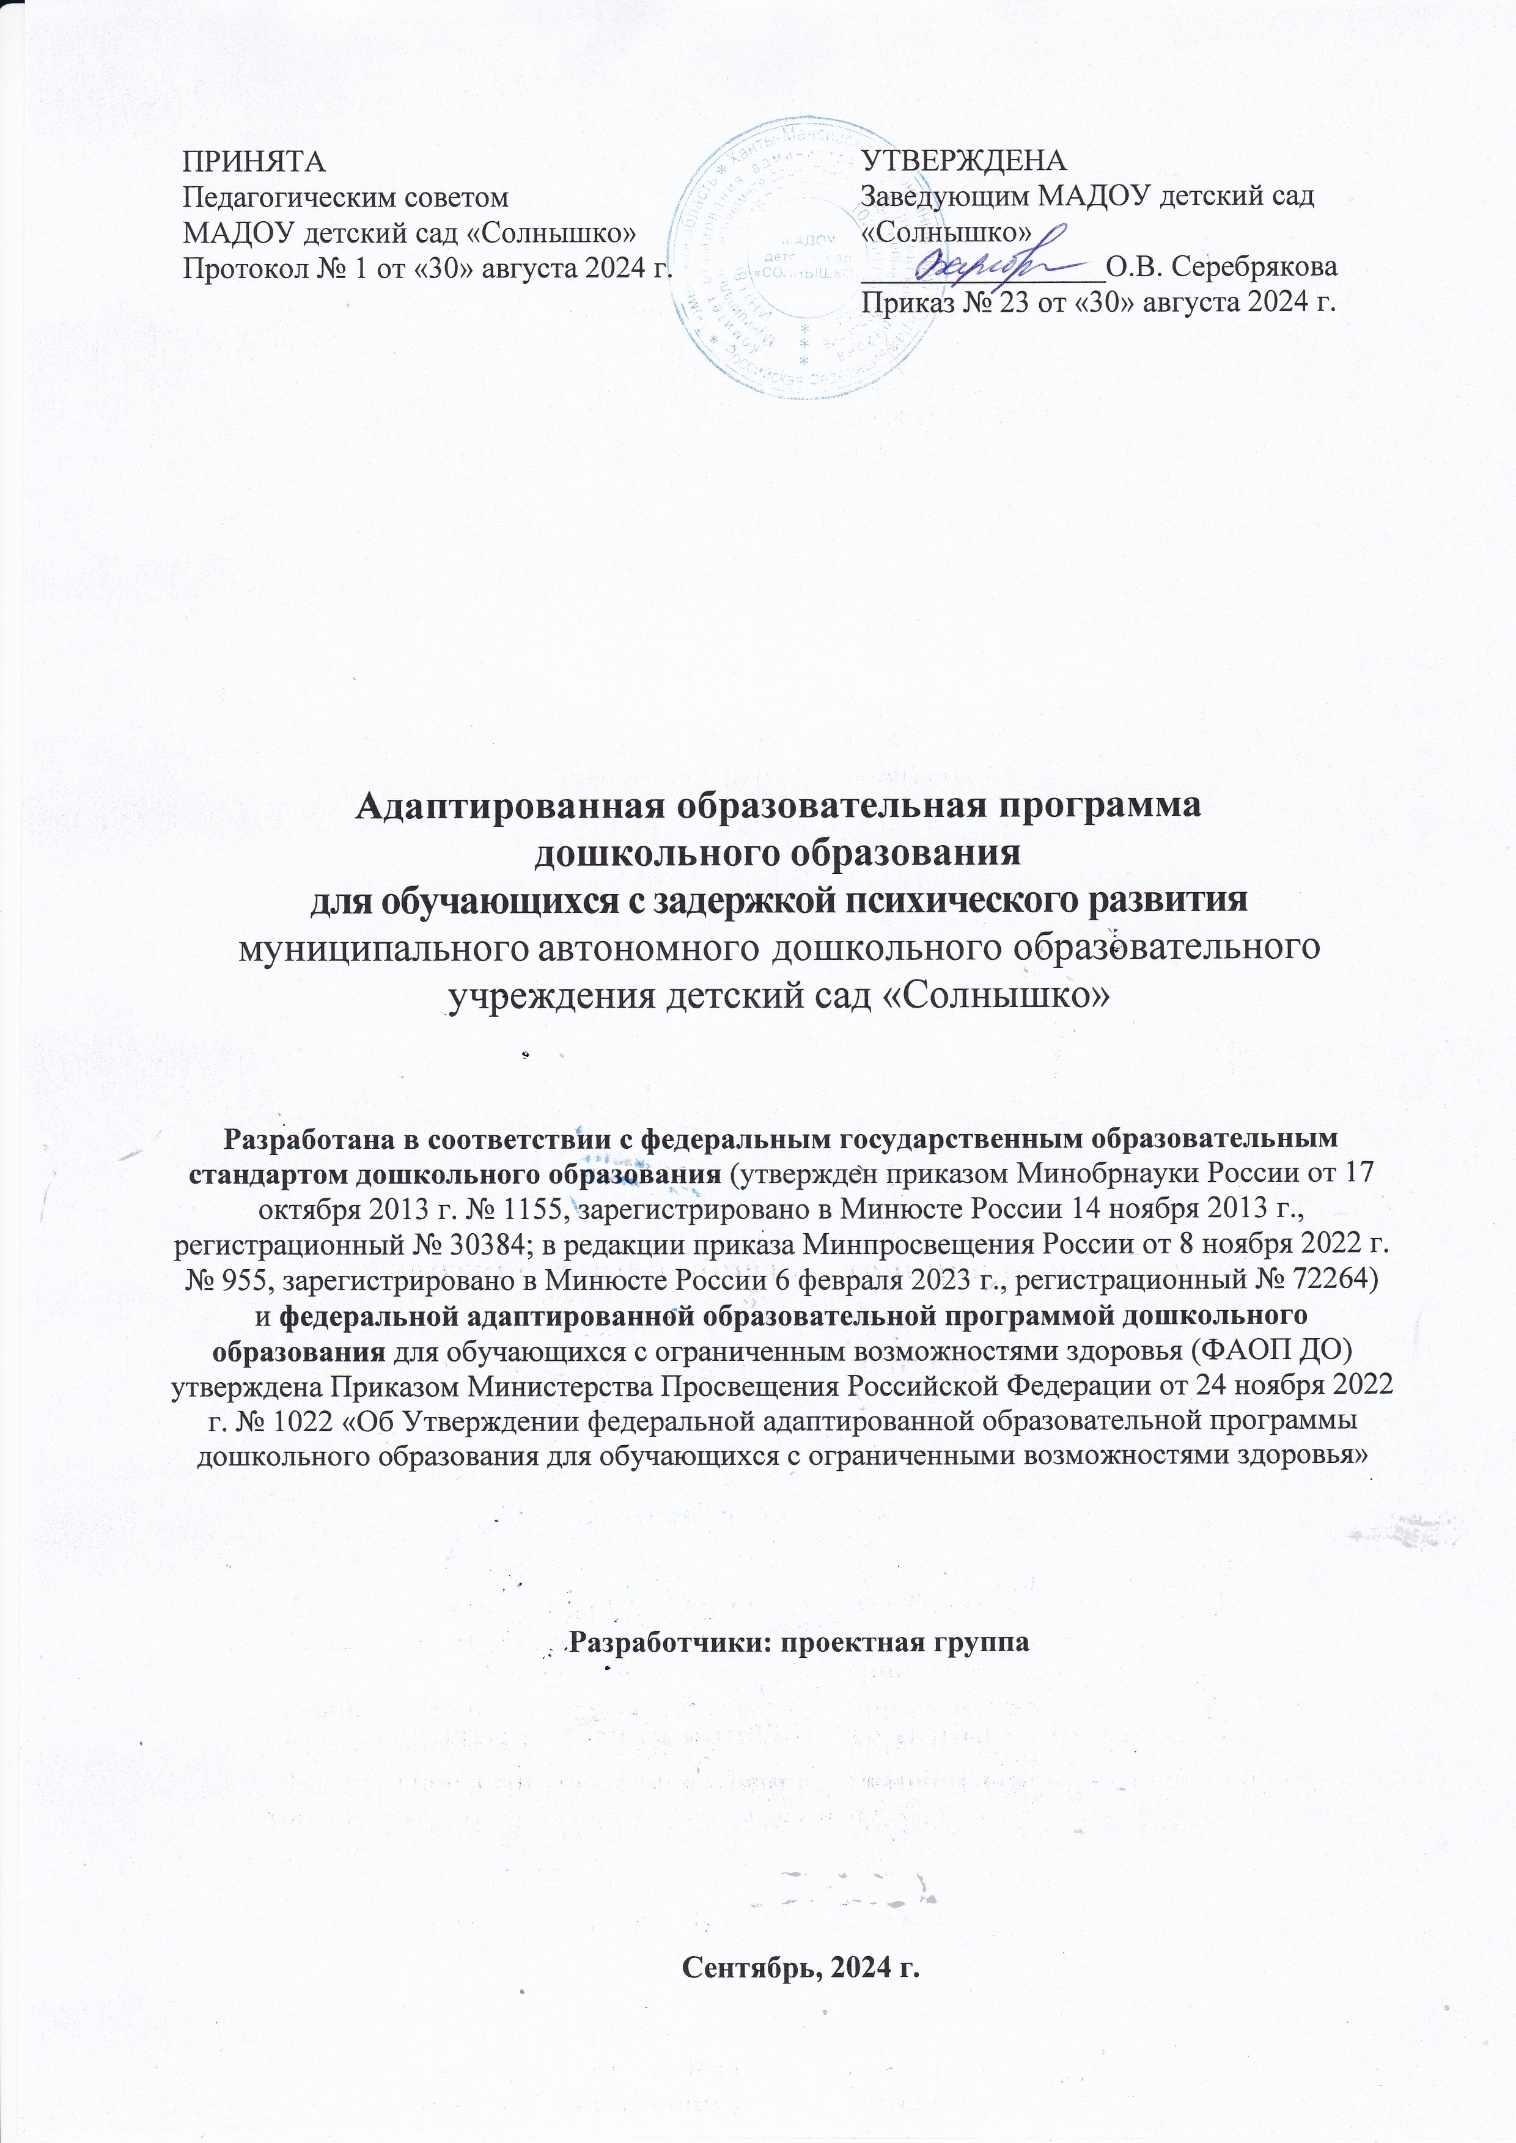 ПРИНЯТА
Педагогическим советом
МАДОУ детский сад «Солнышко»
Протокол № 1 от «30» августа 2024 г.
УТВЕРЖДЕНА
Заведующим МАДОУ детский сад
«Солнышко»
________________О.В. Серебрякова
Приказ № 23 от «30» августа 2024 г.
МАДОУ
детский сад
«СОЛНЫШКО
Адаптированная образовательная программа
дошкольного образования
для обучающихся с задержкой психического развития
муниципального автономного дошкольного образовательного
учреждения детский сад «Солнышко»
Разработана в соответствии с федеральным государственным образовательным
стандартом дошкольного образования (утвержден приказом Минобрнауки России от 17
октября 2013 г. № 1155, зарегистрировано в Минюсте России 14 ноября 2013 г.,
регистрационный № 30384; в редакции приказа Минпросвещения России от 8 ноября 2022 г.
№ 955, зарегистрировано в Минюсте России 6 февраля 2023 г., регистрационный № 72264)
и федеральной адаптированной образовательной программой дошкольного
образования для обучающихся с ограниченным возможностями здоровья (ФАОП ДО)
утверждена Приказом Министерства Просвещения Российской Федерации от 24 ноября 2022
г. № 1022 «Об Утверждении федеральной адаптированной образовательной программы
дошкольного образования для обучающихся с ограниченными возможностями здоровья»
Разработчики: проектная группа
Сентябрь, 2024 г.